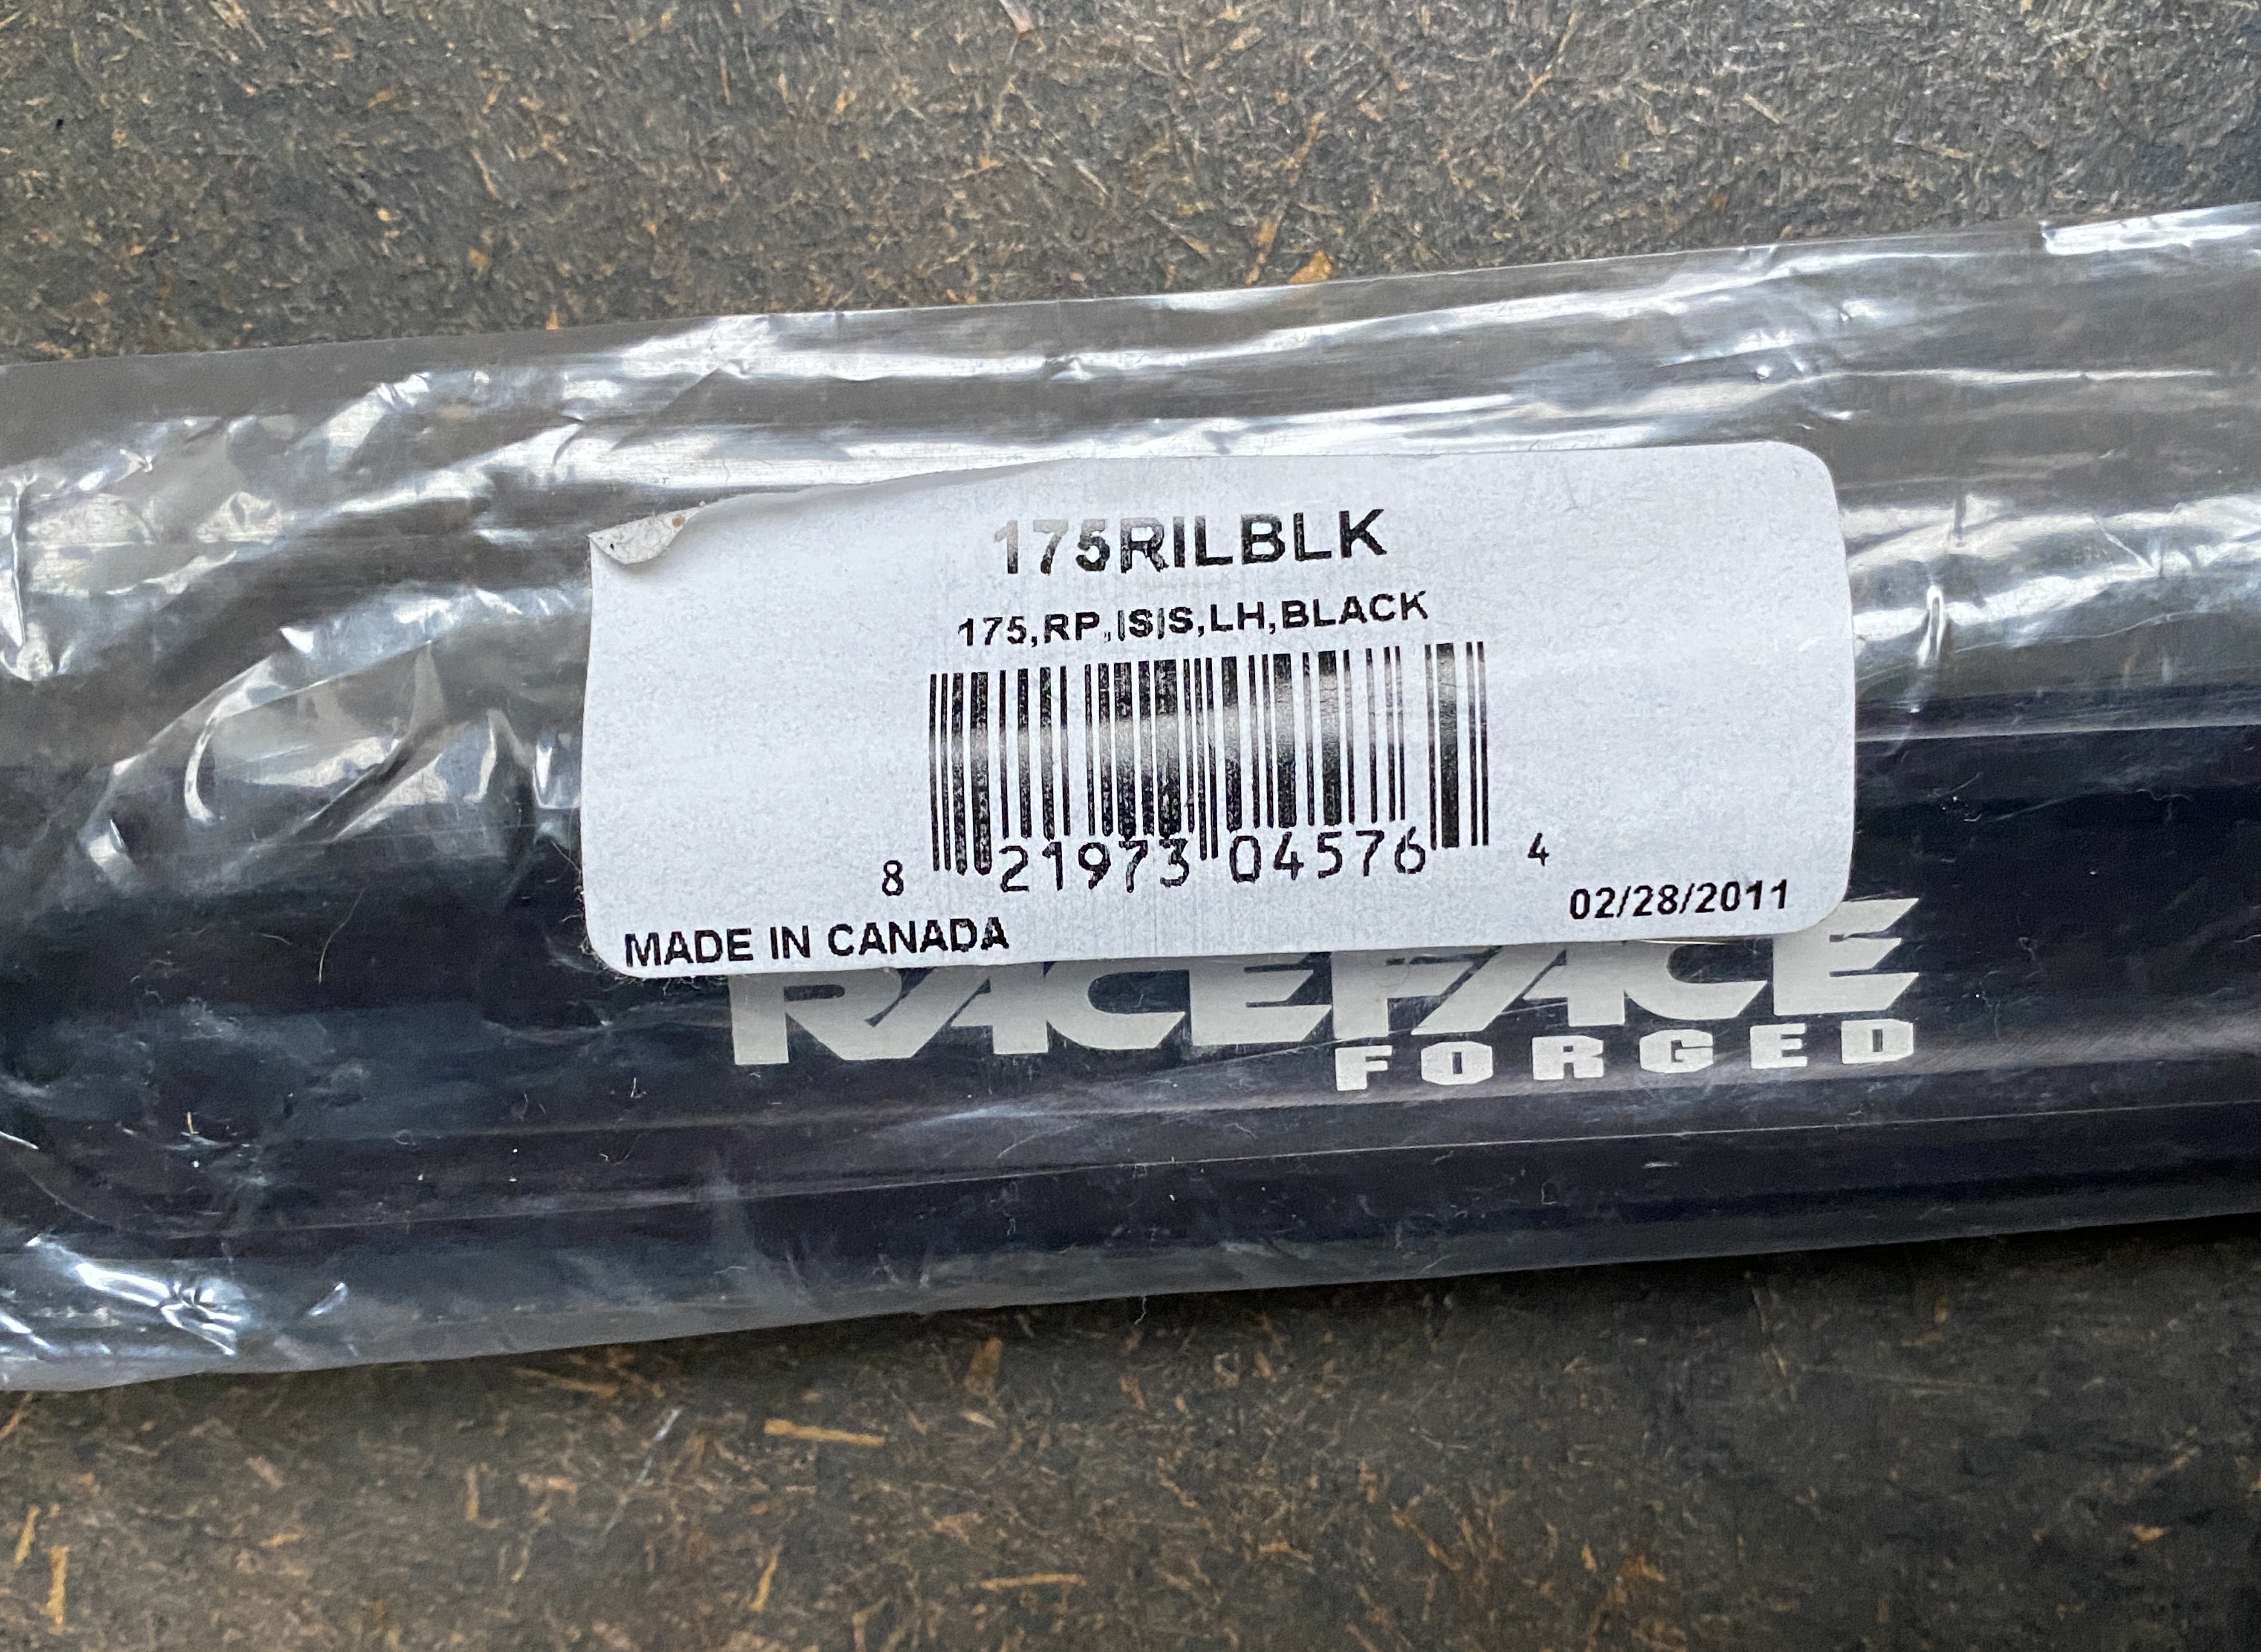 175RILBLK
175,RP,ISIS,LH,BLACK
8 21973 04576 4
02/28/2011
MADE IN CANADA
RACEFACE
FORGED